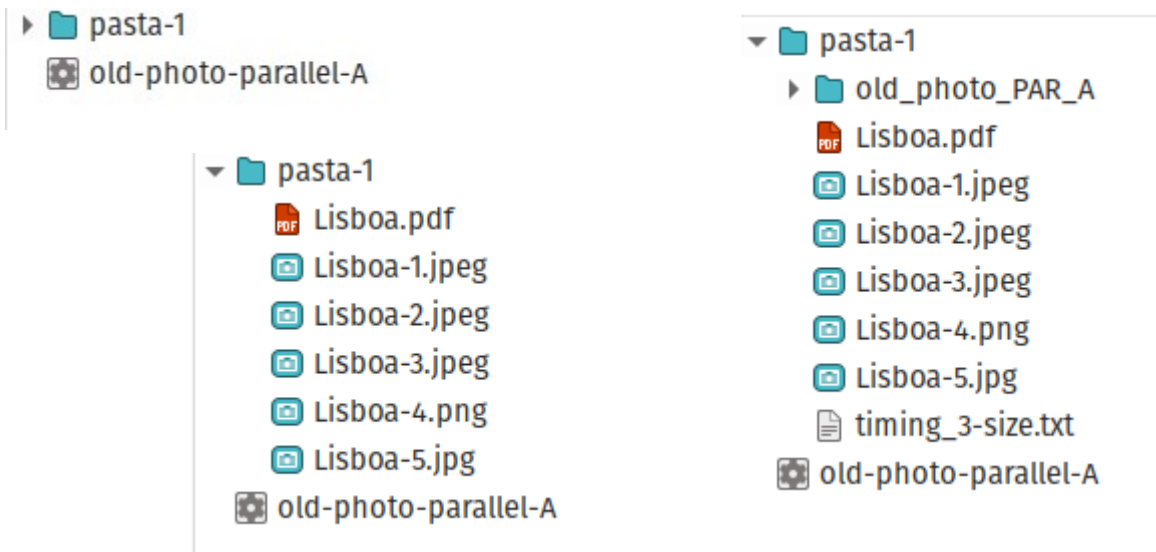 pasta-1
old-photo-parallel-A
pasta-1
PDF Lisboa.pdf
Lisboa-1.jpeg
Lisboa-2.jpeg
Lisboa-3.jpeg
Lisboa-4.png
Lisboa-5.jpg
old-photo-parallel-A
pasta-1
old_photo_PAR_A
PDF Lisboa.pdf
Lisboa-1.jpeg
Lisboa-2.jpeg
Lisboa-3.jpeg
Lisboa-4.png
Lisboa-5.jpg
timing_3-size.txt
old-photo-parallel-A